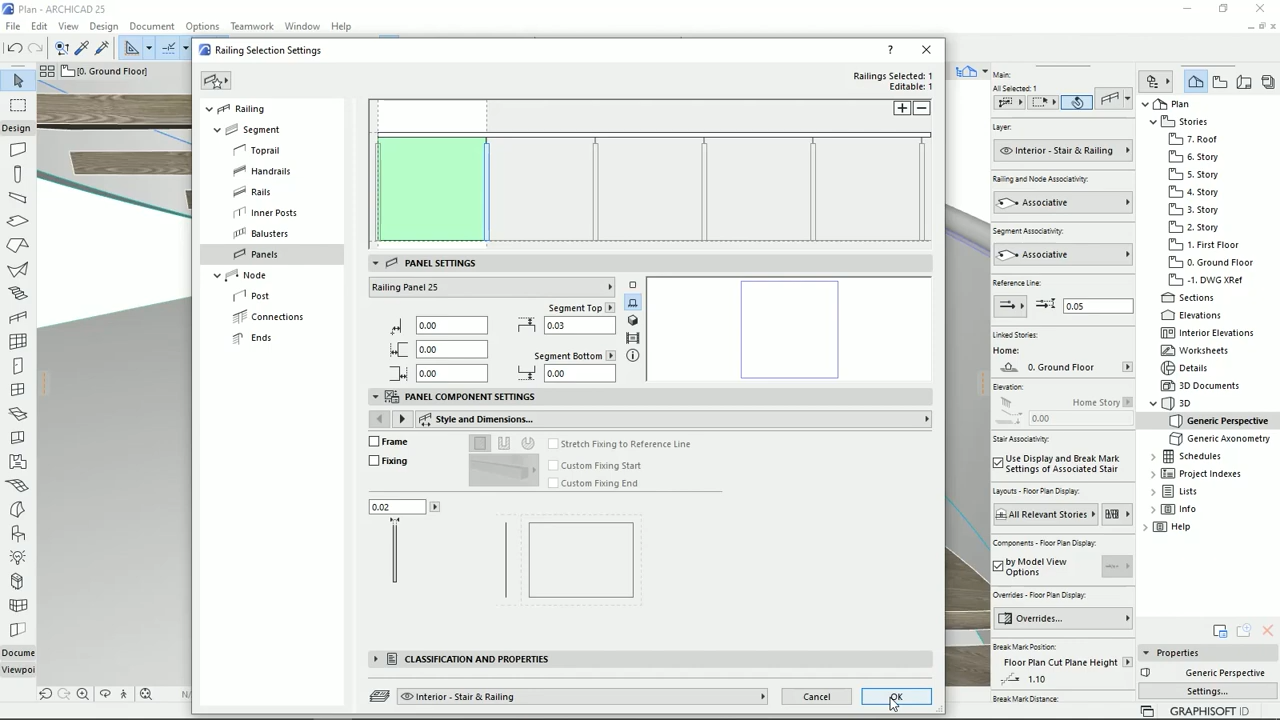 Plan - ARCHICAD 25
File Edit View Design Document Options Teamwork Window Help
[0. Ground Floor]
Design
Docume
Viewpoi
Railing Selection Settings
?
Railings Selected: 1
Editable: 1
Railing
Segment
Toprail
Handrails
Rails
Inner Posts
Balusters
Panels
Node
Post
Connections
Ends
PANEL SETTINGS
Railing Panel 25
Segment Top
0.00
0.03
0.00
Segment Bottom
0.00
0.00
PANEL COMPONENT SETTINGS
Style and Dimensions...
Frame
Fixing
Stretch Fixing to Reference Line
Custom Fixing Start
Custom Fixing End
0.02
CLASSIFICATION AND PROPERTIES
Interior - Stair & Railing
Cancel
OK
N/
Main:
All Selected: 1
Layer:
Interior - Stair & Railing
Railing and Node Associativity:
Associative
Segment Associativity:
Associative
Reference Line:
0.05
Linked Stories:
Home:
0. Ground Floor
Elevation:
Home Story
0.00
Stair Associativity:
Use Display and Break Mark
Settings of Associated Stair
Layouts - Floor Plan Display:
All Relevant Stories
Components - Floor Plan Display:
by Model View
Options
Overrides - Floor Plan Display:
Overrides...
Break Mark Position:
Floor Plan Cut Plane Height
1.10
Break Mark Distance:
Plan
Stories
7. Roof
6. Story
5. Story
4. Story
3. Story
2. Story
1. First Floor
0. Ground Floor
-1. DWG XRef
Sections
Elevations
Interior Elevations
Worksheets
Details
3D Documents
3D
Generic Perspective
Generic Axonometry
Schedules
Project Indexes
Lists
Info
Help
Properties
Generic Perspective
Settings...
GRAPHISOFT ID